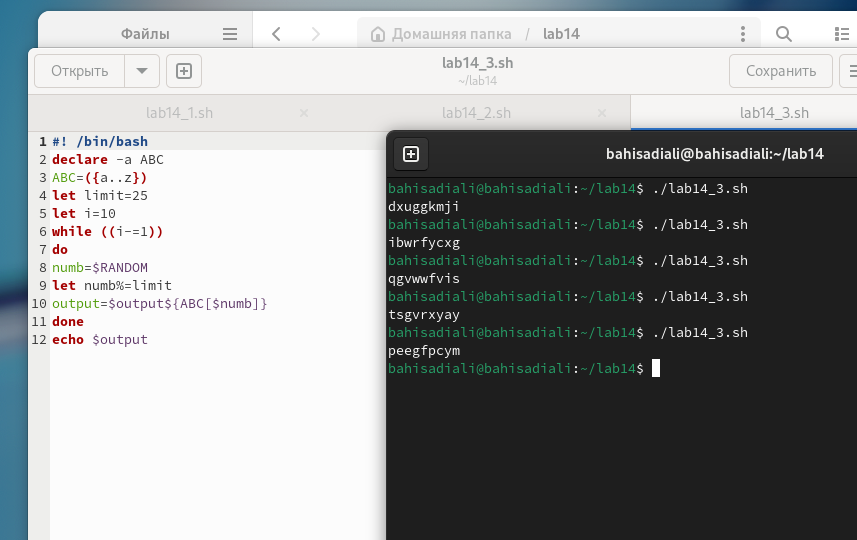 Файлы
Домашняя папка / lab14
Открыть
lab14_3.sh
~/lab14
Сохранить
lab14_1.sh
lab14_2.sh
lab14_3.sh
1 #! /bin/bash
2 declare -a ABC
3 ABC=({a..z})
4 let limit=25
5 let i=10
6 while ((i-=1))
7 do
8 numb=$RANDOM
9 let numb%=limit
10 output=$output${ABC[$numb]}
11 done
12 echo $output
bahisadiali@bahisadiali:~/lab14
bahisadiali@bahisadiali:~/lab14$ ./lab14_3.sh
dxuggkmji
bahisadiali@bahisadiali:~/lab14$ ./lab14_3.sh
ibwrfycxg
bahisadiali@bahisadiali:~/lab14$ ./lab14_3.sh
qgvwwfvis
bahisadiali@bahisadiali:~/lab14$ ./lab14_3.sh
tsgvrxyay
bahisadiali@bahisadiali:~/lab14$ ./lab14_3.sh
peegfpcym
bahisadiali@bahisadiali:~/lab14$